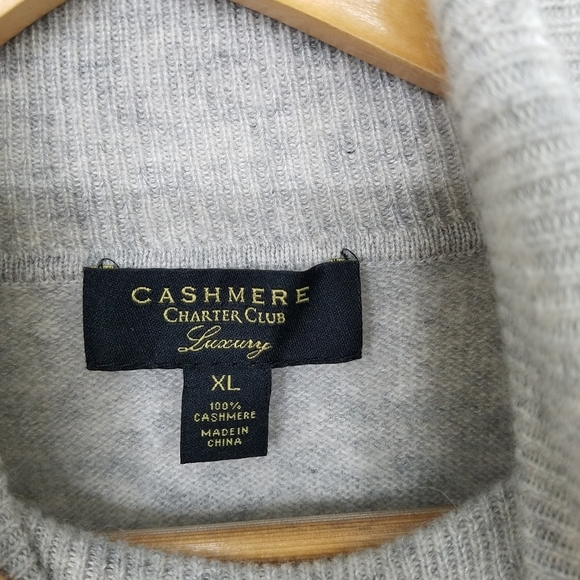 CASHMERE
CHARTER CLUB
Luxury
XL
100%
CASHMERE
MADE IN
CHINA